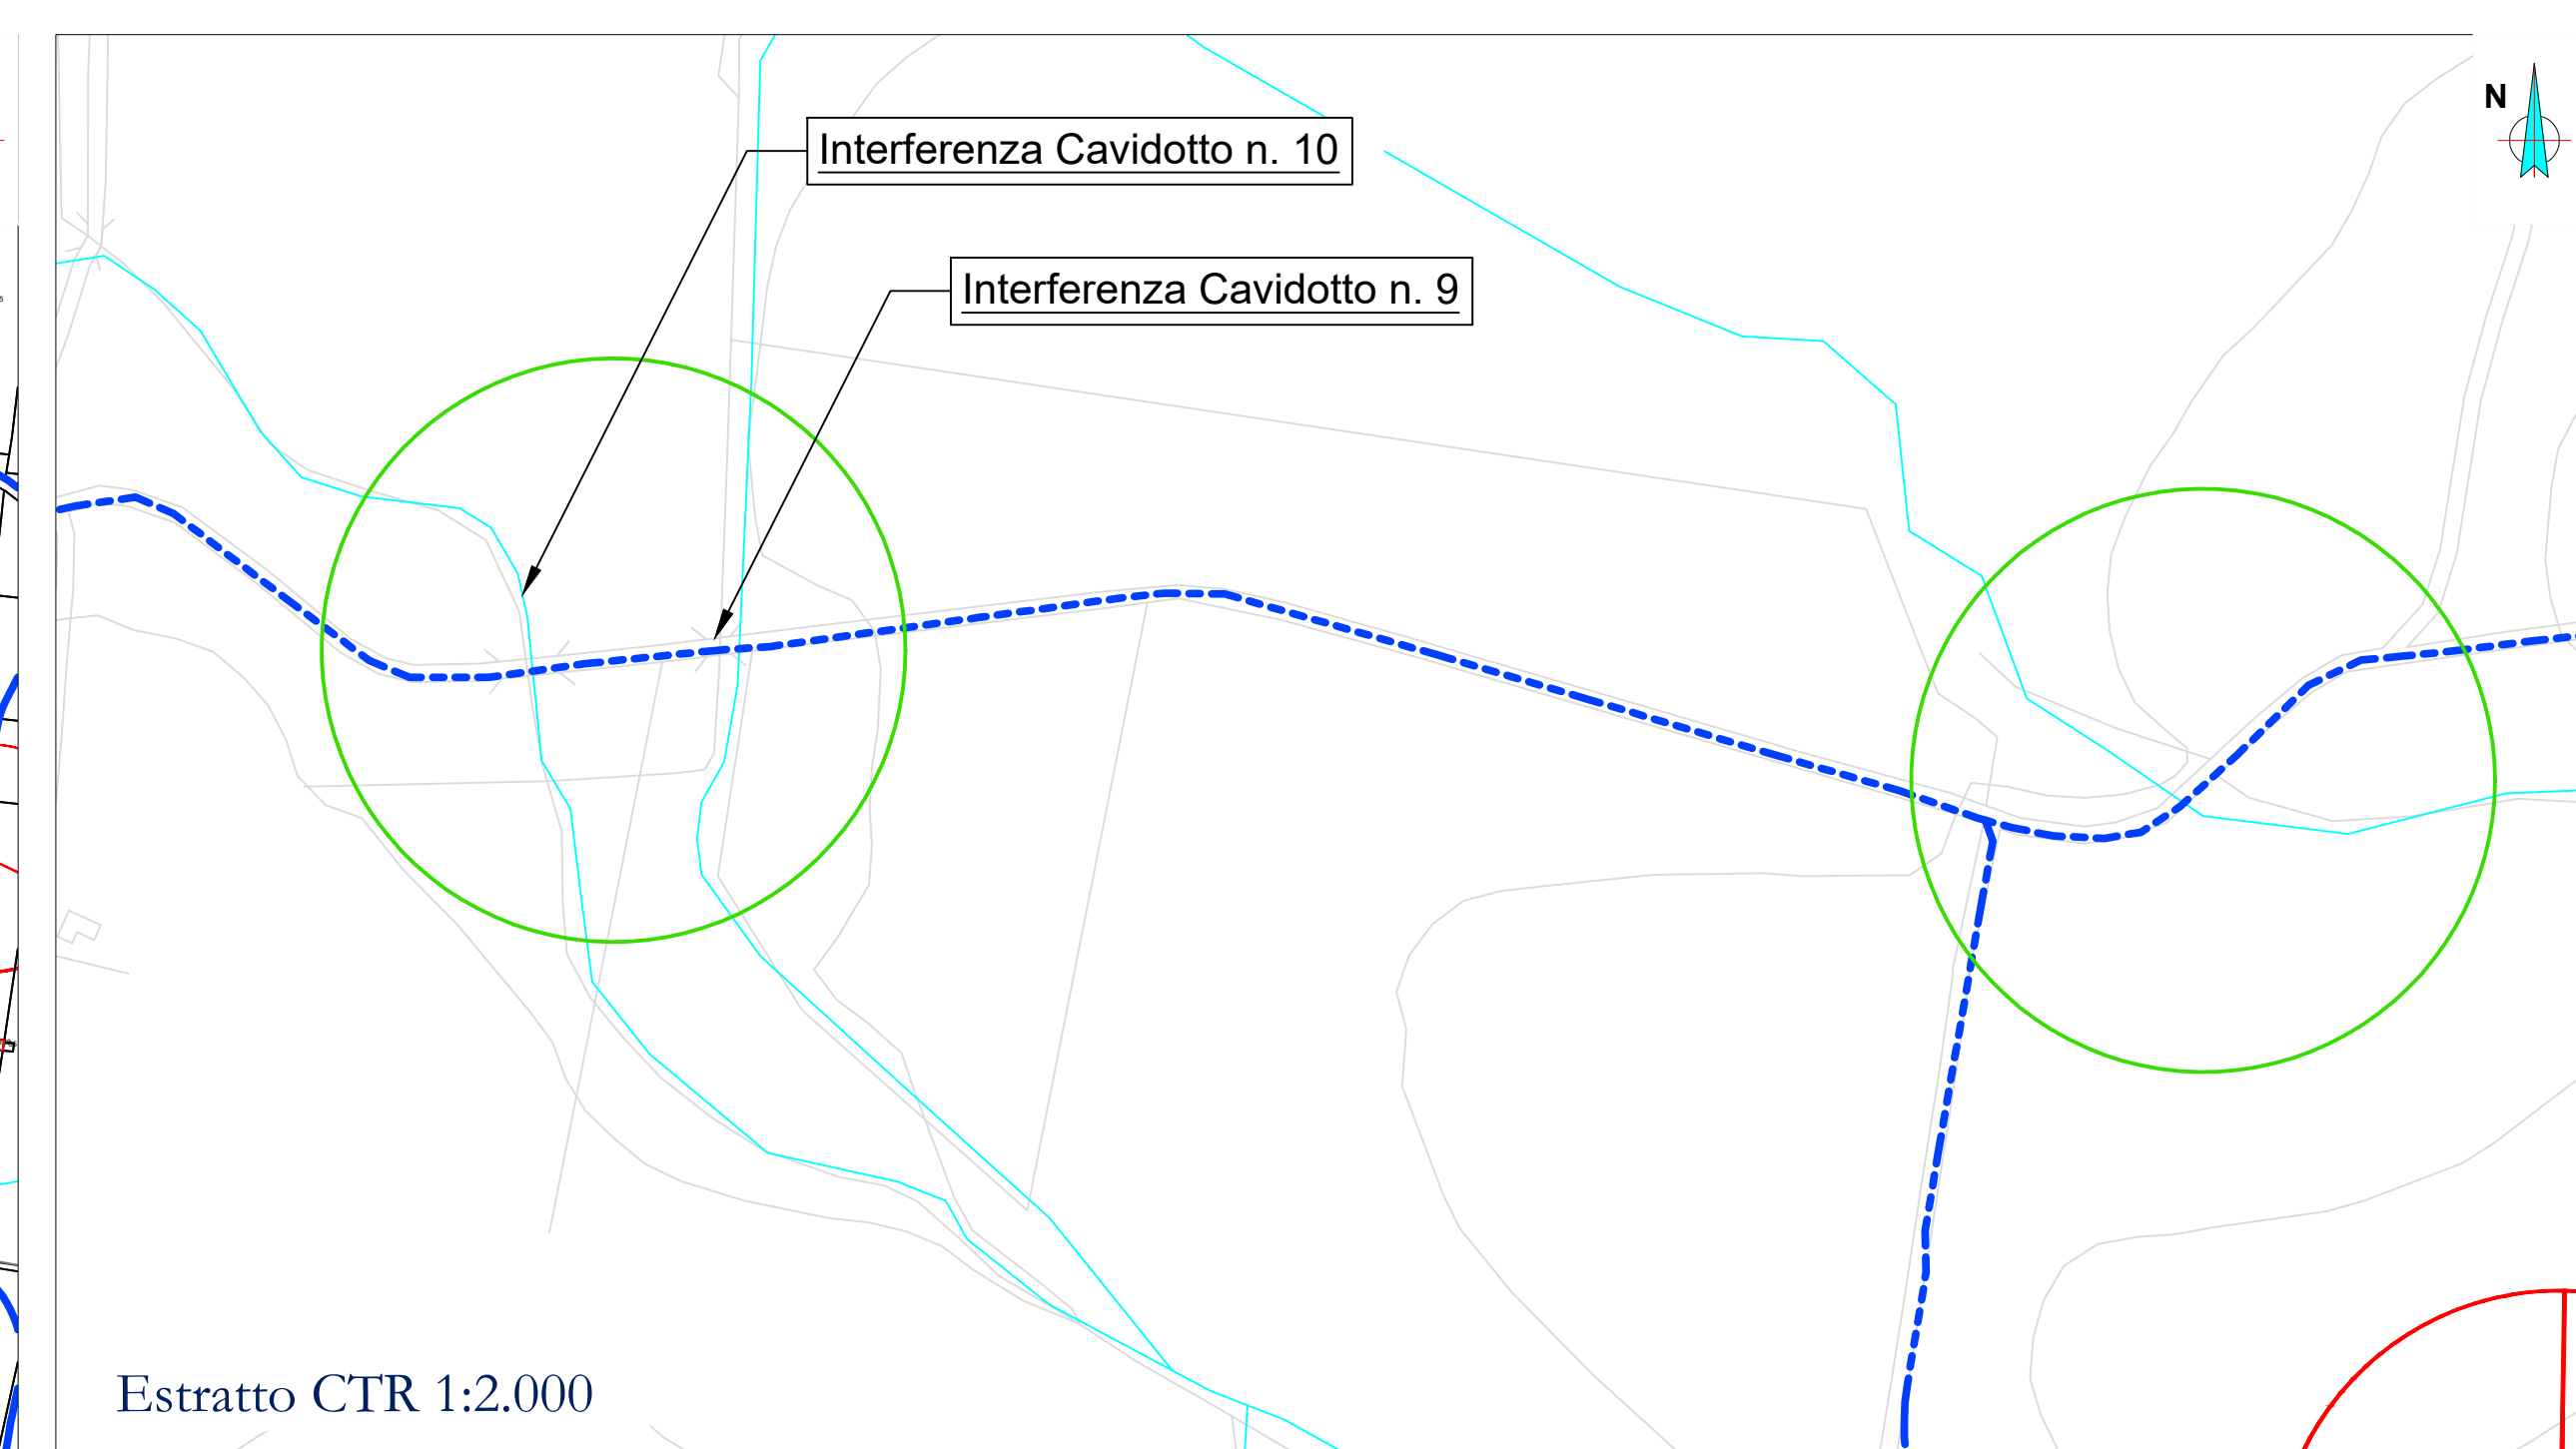 N
Interferenza Cavidotto n. 10
Interferenza Cavidotto n. 9
Estratto CTR 1:2.000